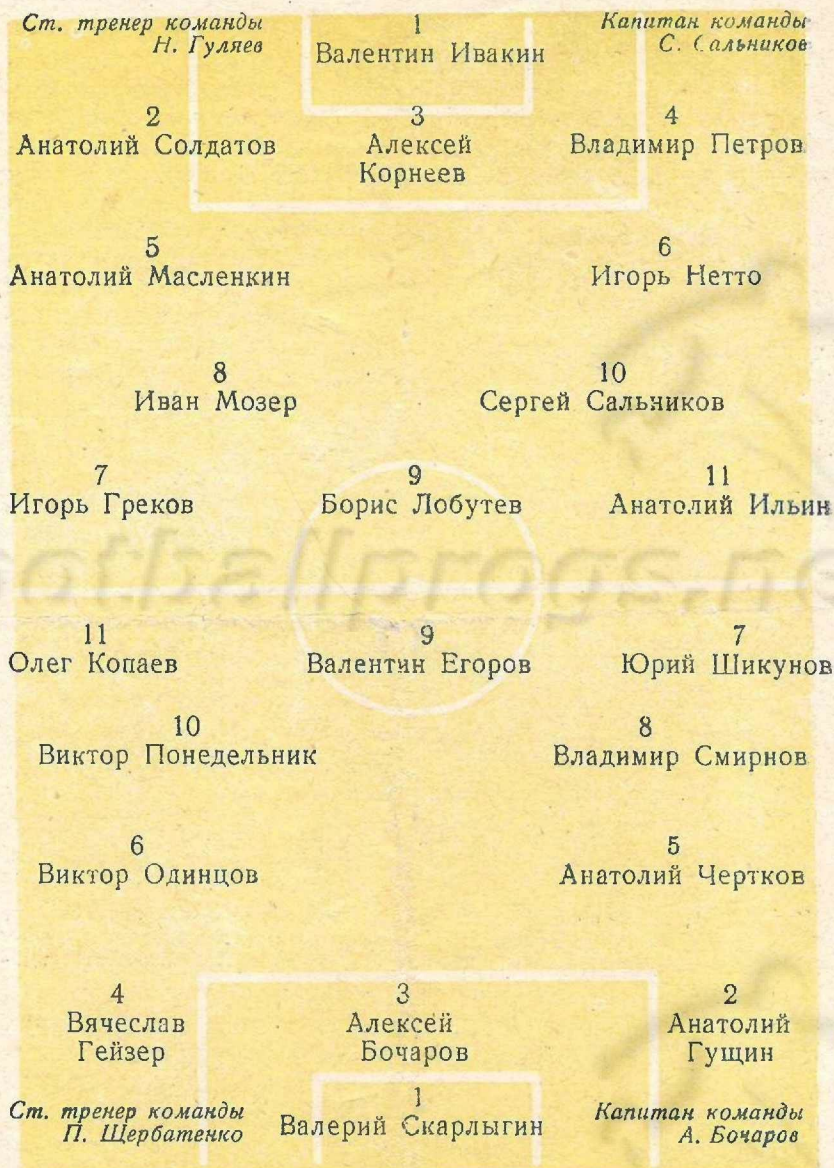 Ст. тренер команды
Н. Гуляев
1
Валентин Ивакин
Капитан команды
С. Сальников
2
Анатолий Солдатов
3
Алексей
Корнеев
4
Владимир Петров
5
Анатолий Масленкин
6
Игорь Нетто
8
Иван Мозер
10
Сергей Сальников
7
Игорь Греков
9
Борис Лобутев
11
Анатолий Ильин
otballprogs.ne
11
Олег Копаев
9
Валентин Егоров
7
Юрий Шикунов
10
Виктор Понедельник
8
Владимир Смирнов
6
Виктор Одинцов
5
Анатолий Чертков
4
Вячеслав
Гейзер
3
Алексей
Бочаров
2
Анатолий
Гущин
Ст. тренер команды
П. Щербатенко
1
Валерий Скарлыгин
Капитан команды
А. Бочаров